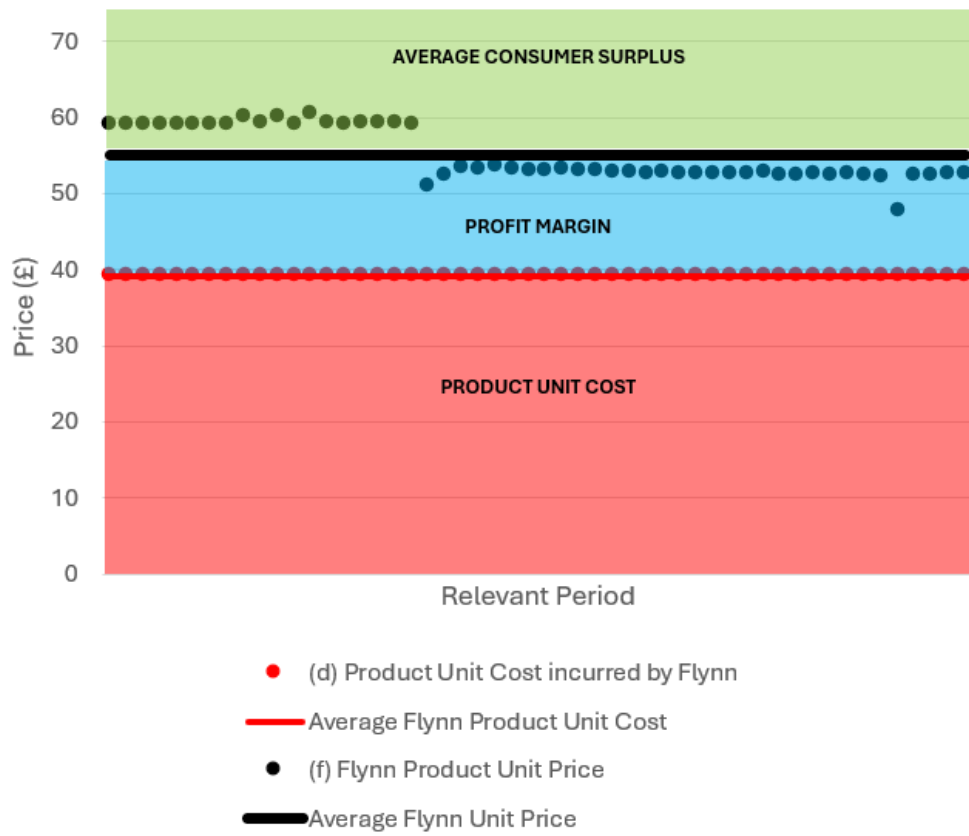 70
AVERAGE CONSUMER SURPLUS
60
50
PROFIT MARGIN
40
30
PRODUCT UNIT COST
20
10
0
Price (£)
Relevant Period
(d) Product Unit Cost incurred by Flynn
Average Flynn Product Unit Cost
(f) Flynn Product Unit Price
Average Flynn Unit Price